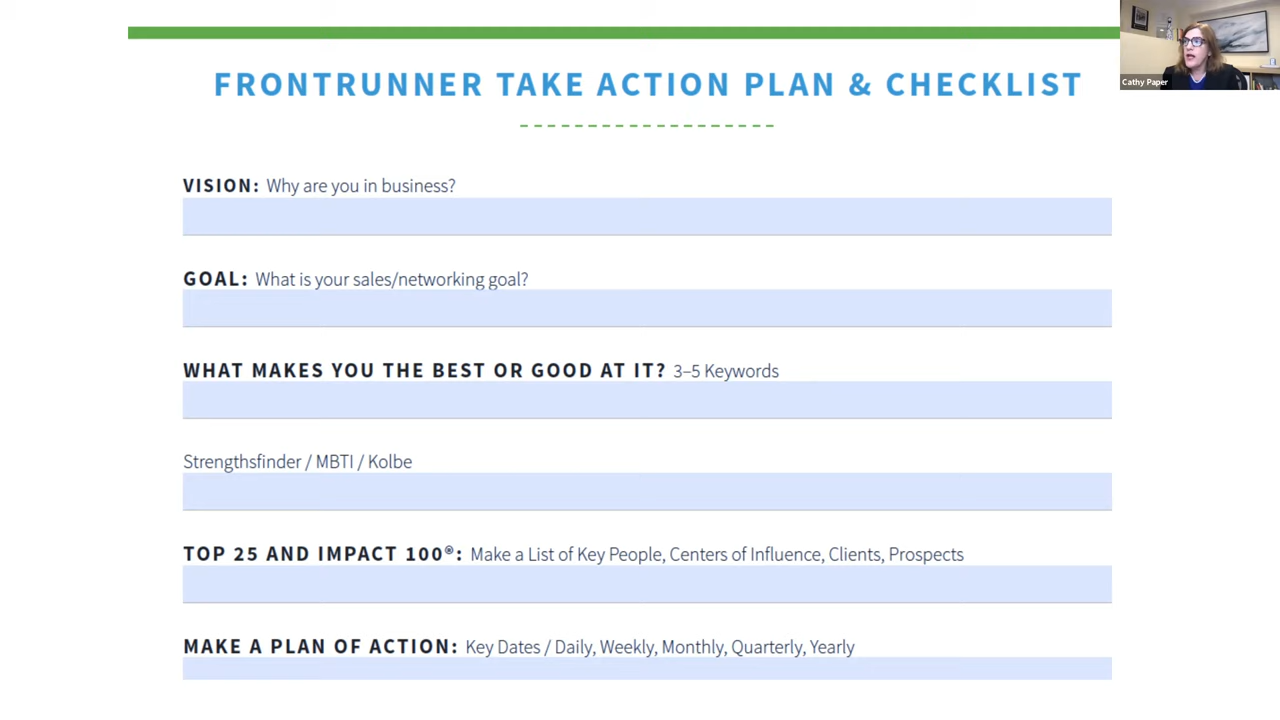 FRONTRUNNER TAKE ACTION PLAN & CHECKLIST
Cathy Paper
VISION: Why are you in business?
GOAL: What is your sales/networking goal?
WHAT MAKES YOU THE BEST OR GOOD AT IT? 3–5 Keywords
Strengthsfinder / MBTI / Kolbe
TOP 25 AND IMPACT 100®: Make a List of Key People, Centers of Influence, Clients, Prospects
MAKE A PLAN OF ACTION: Key Dates / Daily, Weekly, Monthly, Quarterly, Yearly